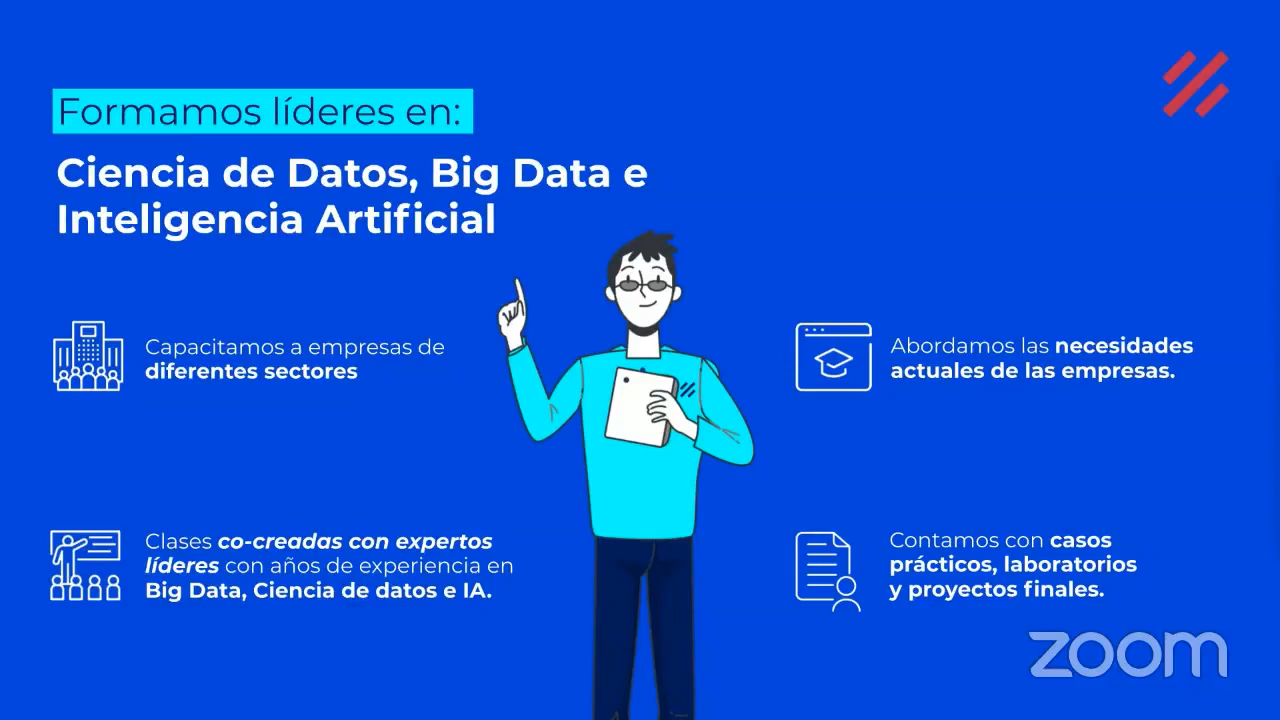 Formamos líderes en:
Ciencia de Datos, Big Data e
Inteligencia Artificial
Capacitamos a empresas de
diferentes sectores
Abordamos las necesidades
actuales de las empresas.
Clases co-creadas con expertos
líderes con años de experiencia en
Big Data, Ciencia de datos e IA.
Contamos con casos
prácticos, laboratorios
y proyectos finales.
zoom